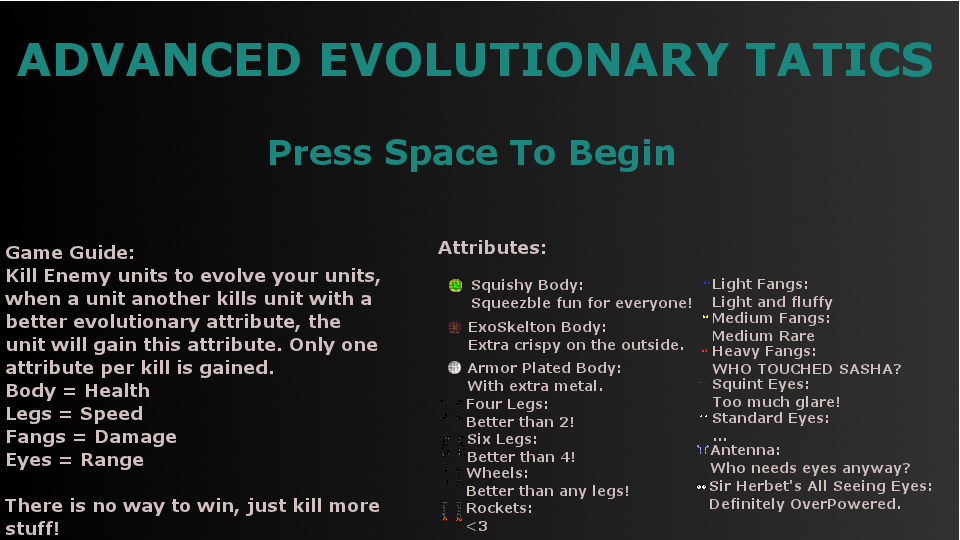 ADVANCED EVOLUTIONARY TATICS
Press Space To Begin
Game Guide:
Kill Enemy units to evolve your units,
when a unit another kills unit with a
better evolutionary attribute, the
unit will gain this attribute. Only one
attribute per kill is gained.
Body = Health
Legs = Speed
Fangs = Damage
Eyes = Range
There is no way to win, just kill more
stuff!
Attributes:
Squishy Body:
Squeezble fun for everyone!
ExoSkelton Body:
Extra crispy on the outside.
Armor Plated Body:
With extra metal.
Four Legs:
Better than 2!
Six Legs:
Better than 4!
Wheels:
Better than any legs!
Rockets:
<3
Light Fangs:
Light and fluffy
Medium Fangs:
Medium Rare
Heavy Fangs:
WHO TOUCHED SASHA?
Squint Eyes:
Too much glare!
Standard Eyes:
...
Antenna:
Who needs eyes anyway?
Sir Herbet's All Seeing Eyes:
Definitely OverPowered.